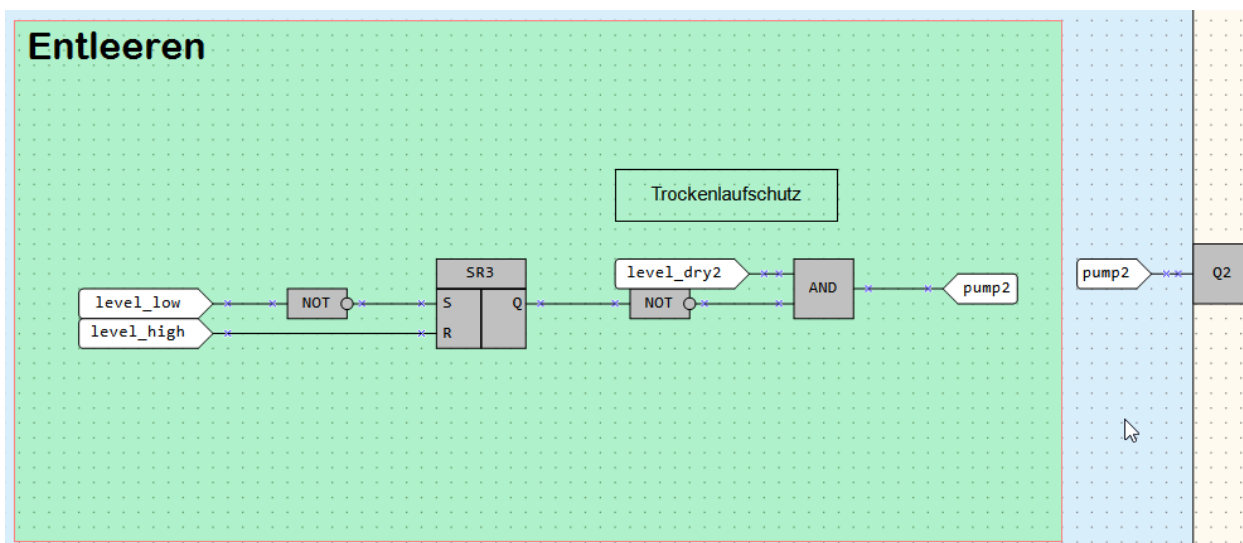 Entleeren
Trockenlaufschutz
SR3
level_dry2
AND
pump2
pump2
Q2
level_low
NOT
S
Q
NOT
level_high
R